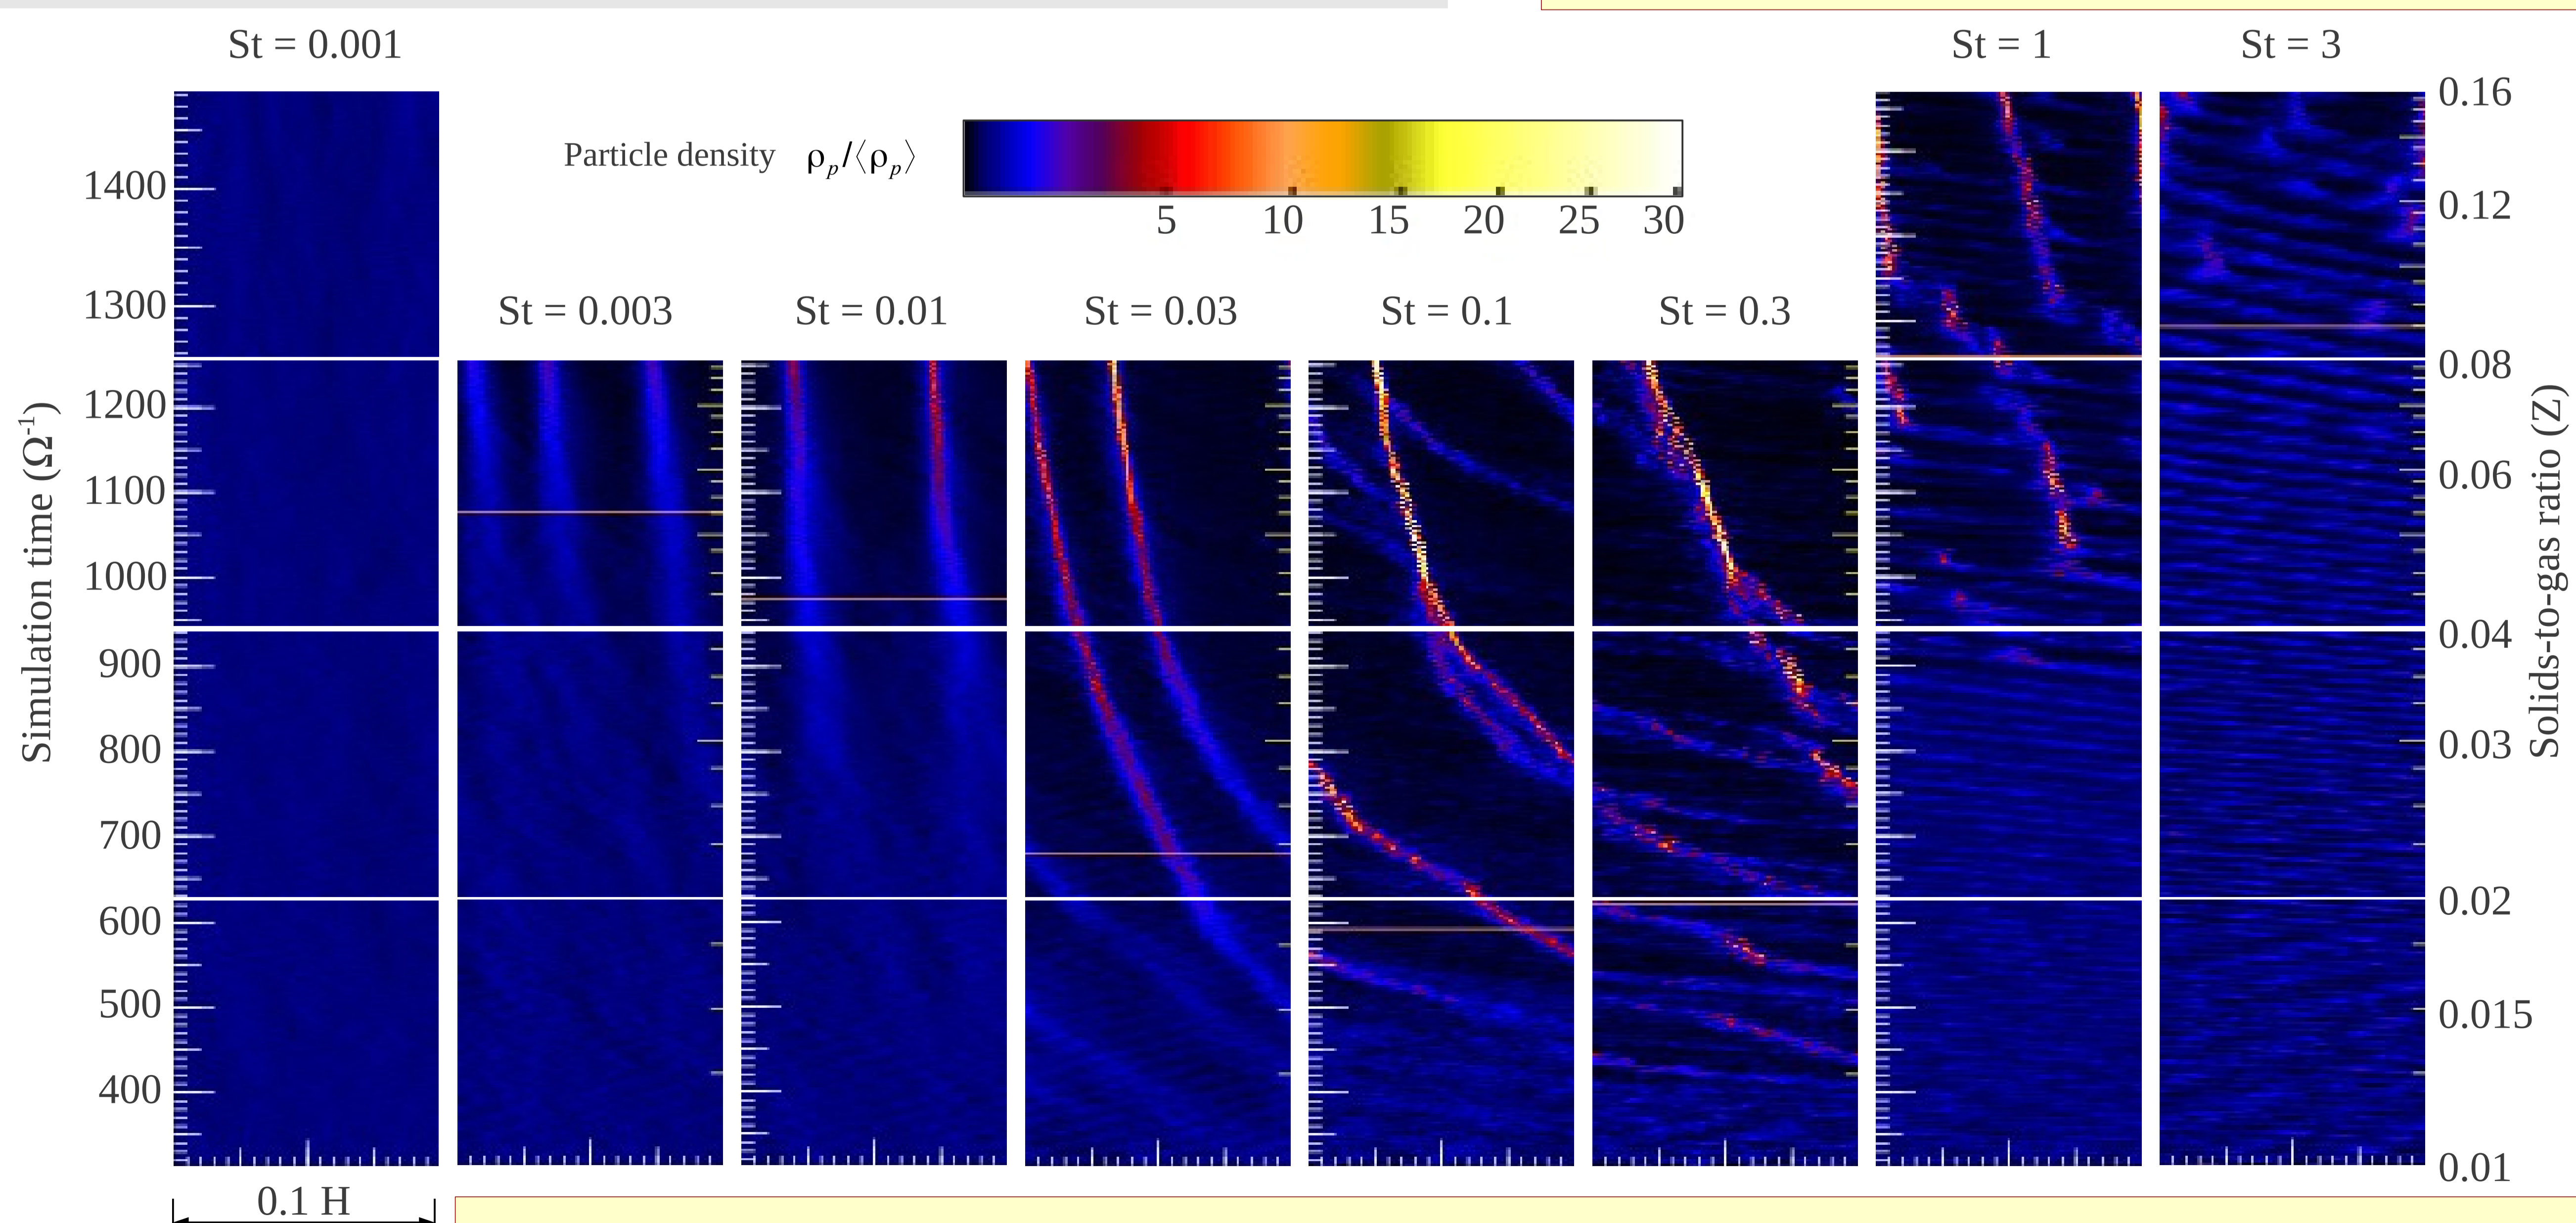 St = 0.001
St = 1
St = 3
Particle density ρp/⟨ρp⟩
5 10 15 20 25 30
St = 0.003
St = 0.01
St = 0.03
St = 0.1
St = 0.3
Simulation time (Ω-1)
1400
1300
1200
1100
1000
900
800
700
600
500
400
0.16
0.12
0.08
0.06
0.04
0.03
0.02
0.015
0.01
Solids-to-gas ratio (Z)
0.1 H